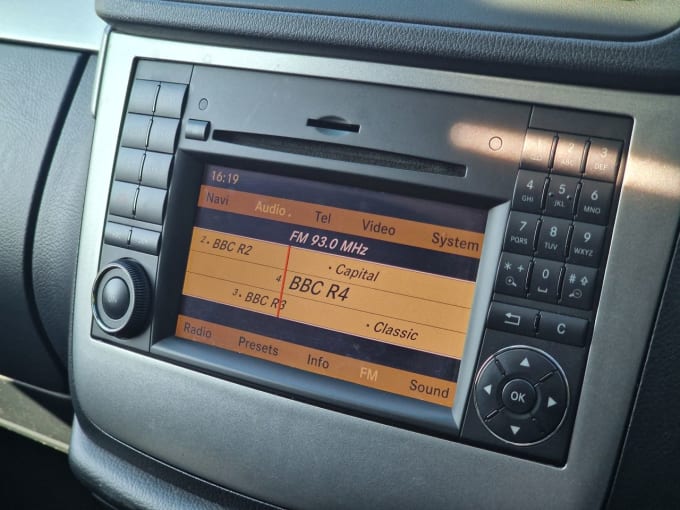 16:19
Navi Audio Tel Video System
FM 93.0 MHz
2 BBC R2
Capital
4 BBC R4
3 BBC R3
Classic
Radio Presets Info FM Sound
1 2 ABC 3 DEF
4 GHI 5 JKL 6 MNO
7 PQRS 8 TUV 9 WXYZ
* + 0 #
C
OK